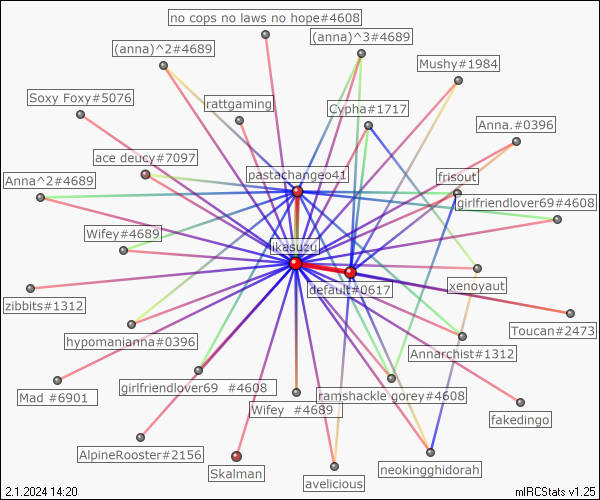 no cops no laws no hope#4608
(anna)^3#4689
(anna)^2#4689
Mushy#1984
Soxy Foxy#5076
rattgaming
Cypha#1717
Anna.#0396
ace deucy#7097
pastachangeo41
frisout
Anna^2#4689
girlfriendlover69#4608
Wifey#4689
ikasuzu
default#0617
xenoyaut
zibbits#1312
Toucan#2473
hypomanianna#0396
Annarchist#1312
girlfriendlover69 #4608
ramshackle gorey#4608
Mad #6901
Wifey #4689
fakedingo
AlpineRooster#2156
Skalman
avelicious
neokingghidorah
2.1.2024 14:20
mIRCStats v1.25